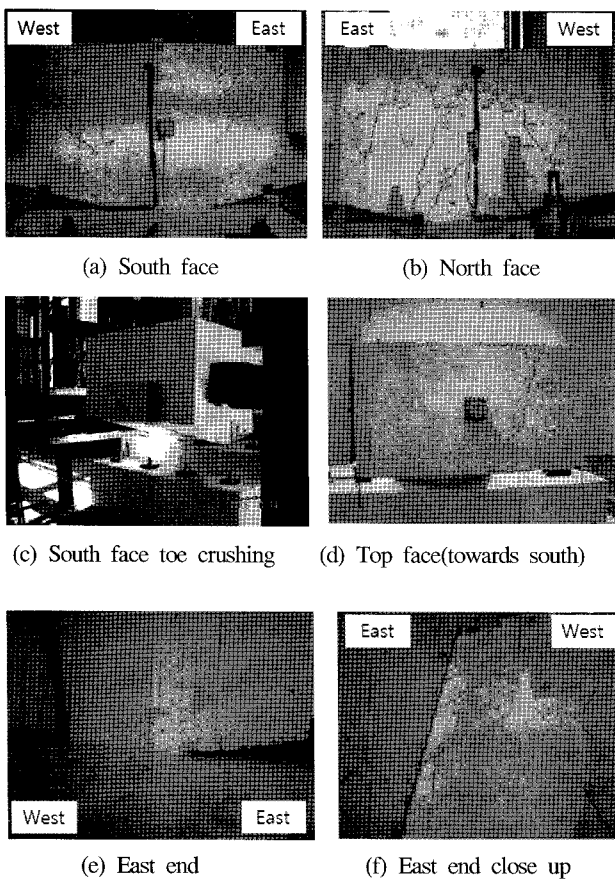 West East
East West
(a) South face
(b) North face
(c) South face toe crushing
(d) Top face(towards south)
West East
East West
(e) East end
(f) East end close up